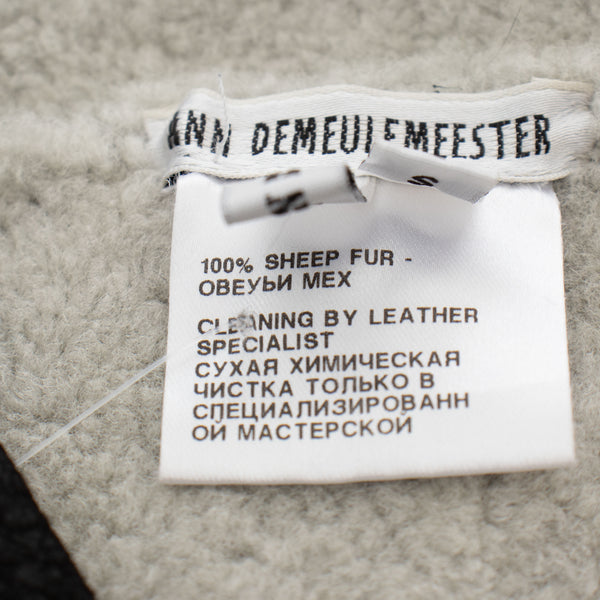 ANN DEMEULEMEESTER
S
100% SHEEP FUR -
ОВЕУЬИ МЕХ
CLEANING BY LEATHER
SPECIALIST
СУХАЯ ХИМИЧЕСКАЯ
ЧИСТКА ТОЛЬКО В
СПЕЦИАЛИЗИРОВАНН
ОЙ МАСТЕРСКОЙ